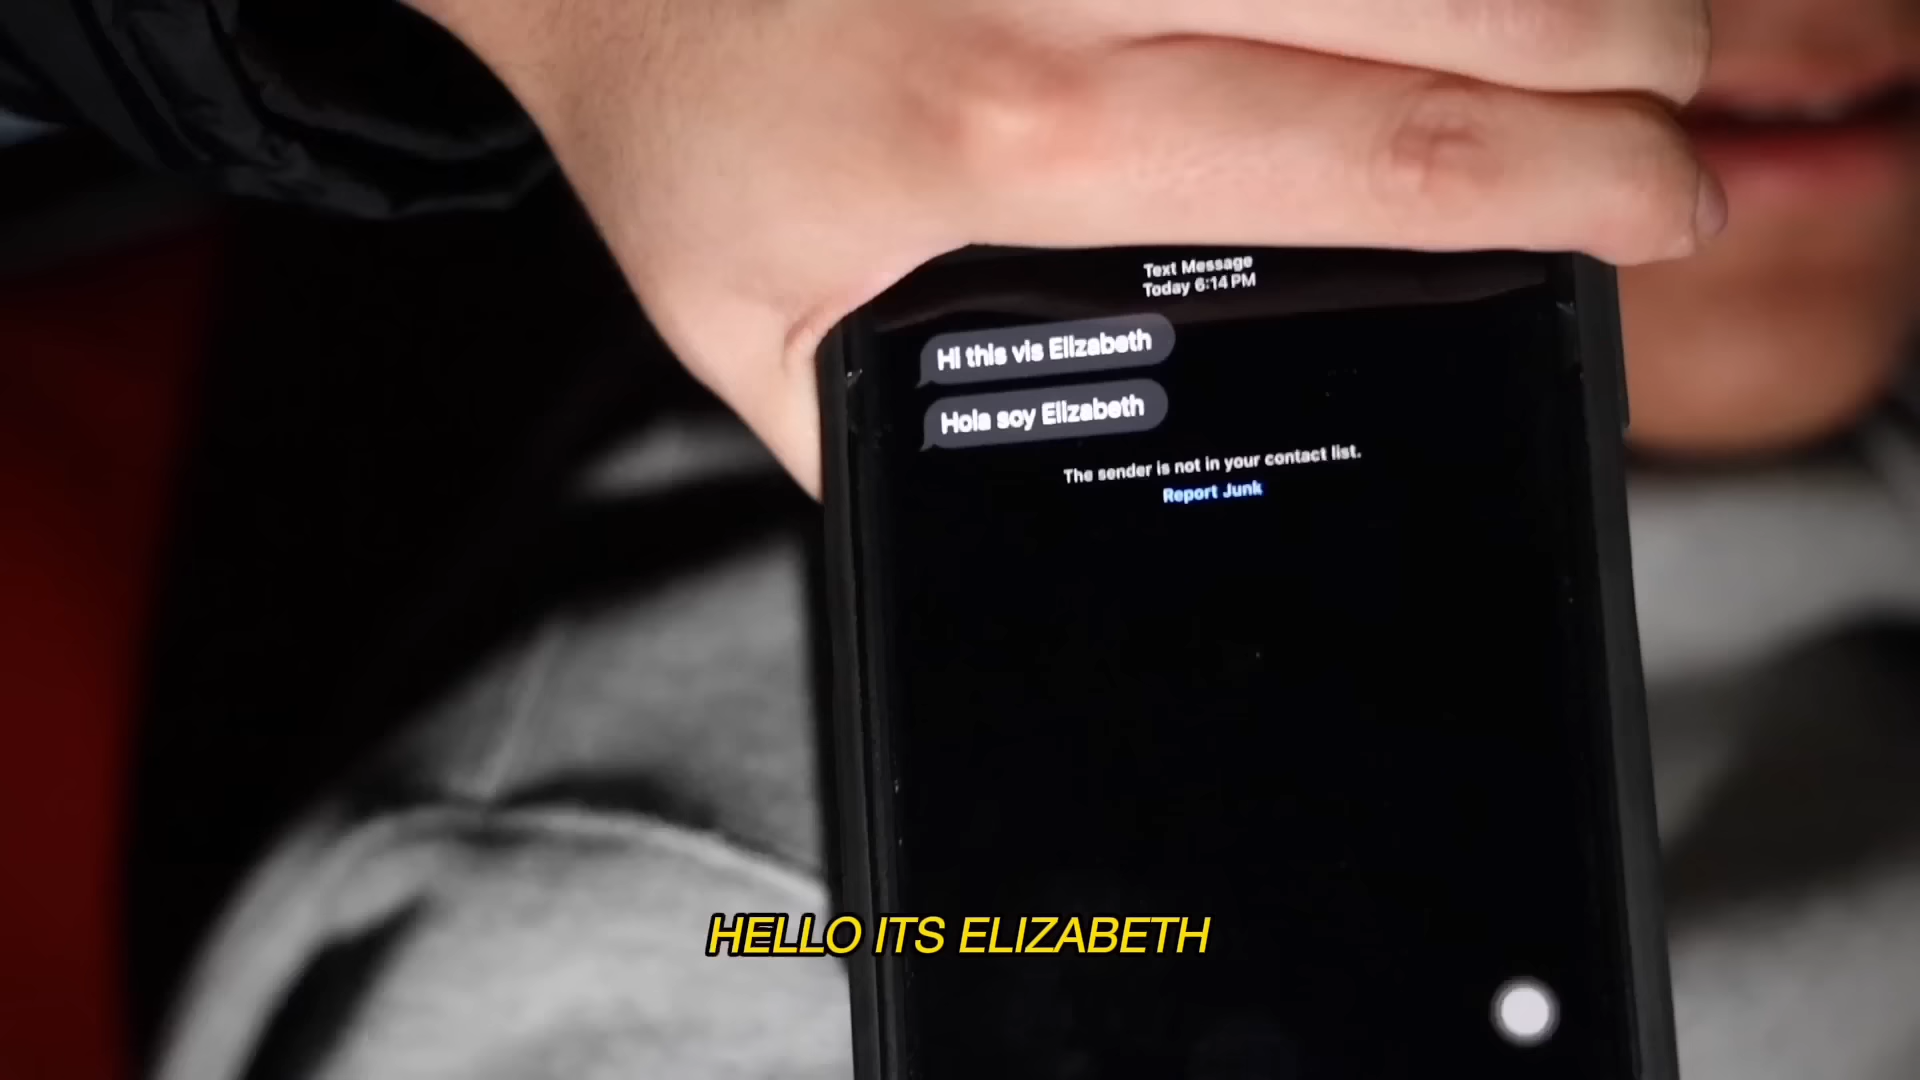 Text Message
Today 6:14 PM
Hi this vis Elizabeth
Hola soy Elizabeth
The sender is not in your contact list.
Report Junk
HELLO ITS ELIZABETH